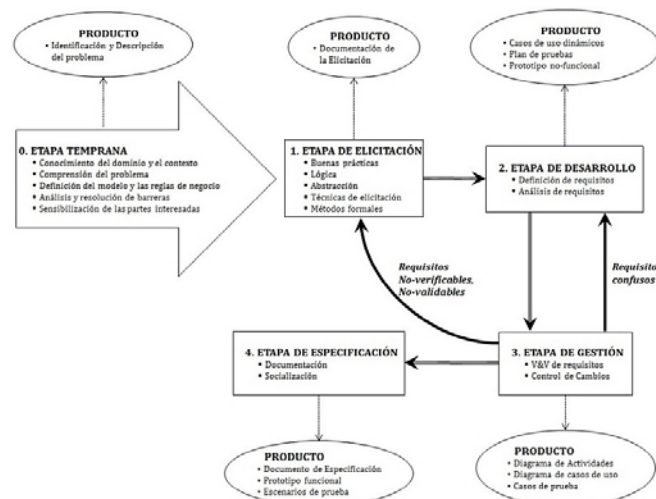 PRODUCTO
• Identificación y Descripción
del problema
PRODUCTO
• Documentación de
la Elicitación
PRODUCTO
• Casos de uso dinámicos
• Plan de pruebas
• Prototipo no-funcional
0. ETAPA TEMPRANA
• Conocimiento del dominio y el contexto
• Comprensión del problema
• Definición del modelo y las reglas de negocio
• Análisis y resolución de barreras
• Sensibilización de las partes interesadas
1. ETAPA DE ELICITACIÓN
• Buenas prácticas
• Lógica
• Abstracción
• Técnicas de elicitación
• Métodos formales
2. ETAPA DE DESARROLLO
• Definición de requisitos
• Análisis de requisitos
Requisitos
No-verificables,
No-validables
Requisito
confusos
4. ETAPA DE ESPECIFICACIÓN
• Documentación
• Socialización
3. ETAPA DE GESTIÓN
• V&V de requisitos
• Control de Cambios
PRODUCTO
• Documento de Especificación
• Prototipo funcional
• Escenarios de prueba
PRODUCTO
• Diagrama de Actividades
• Diagrama de casos de uso
• Casos de prueba